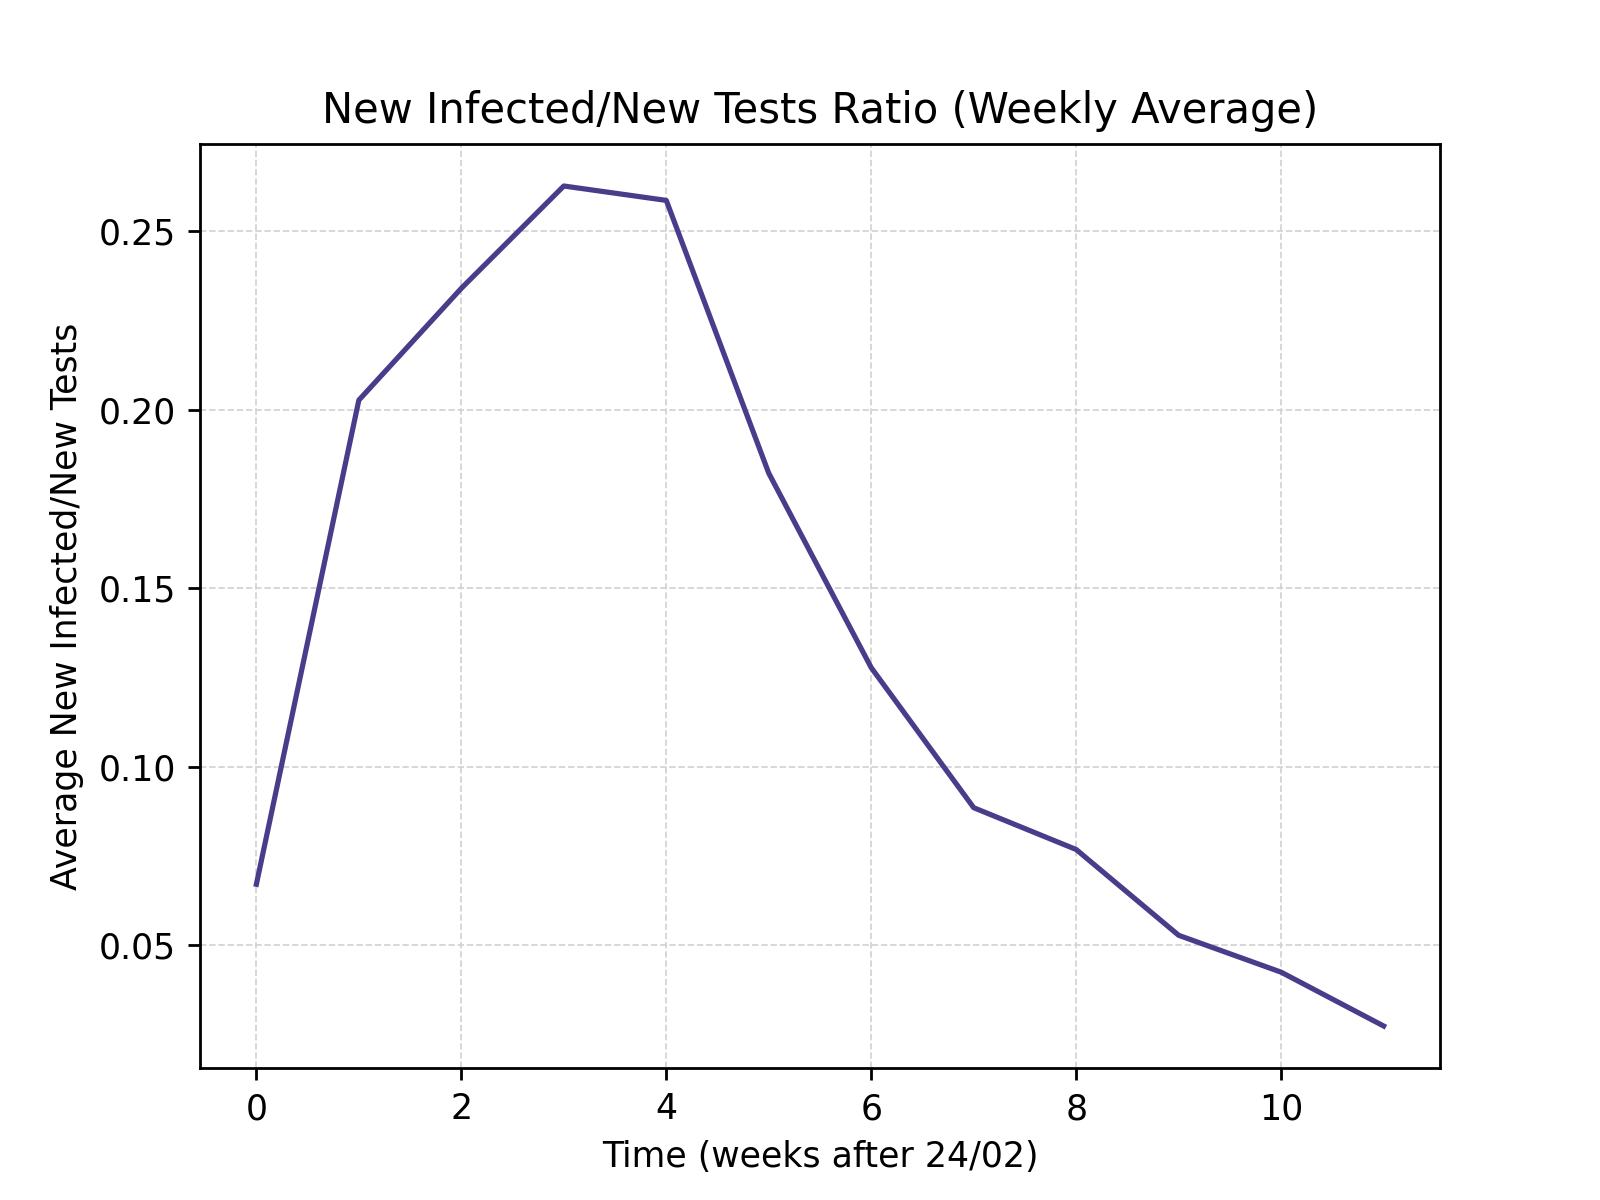 New Infected/New Tests Ratio (Weekly Average)
Average New Infected/New Tests
0.25
0.20
0.15
0.10
0.05
0 2 4 6 8 10
Time (weeks after 24/02)